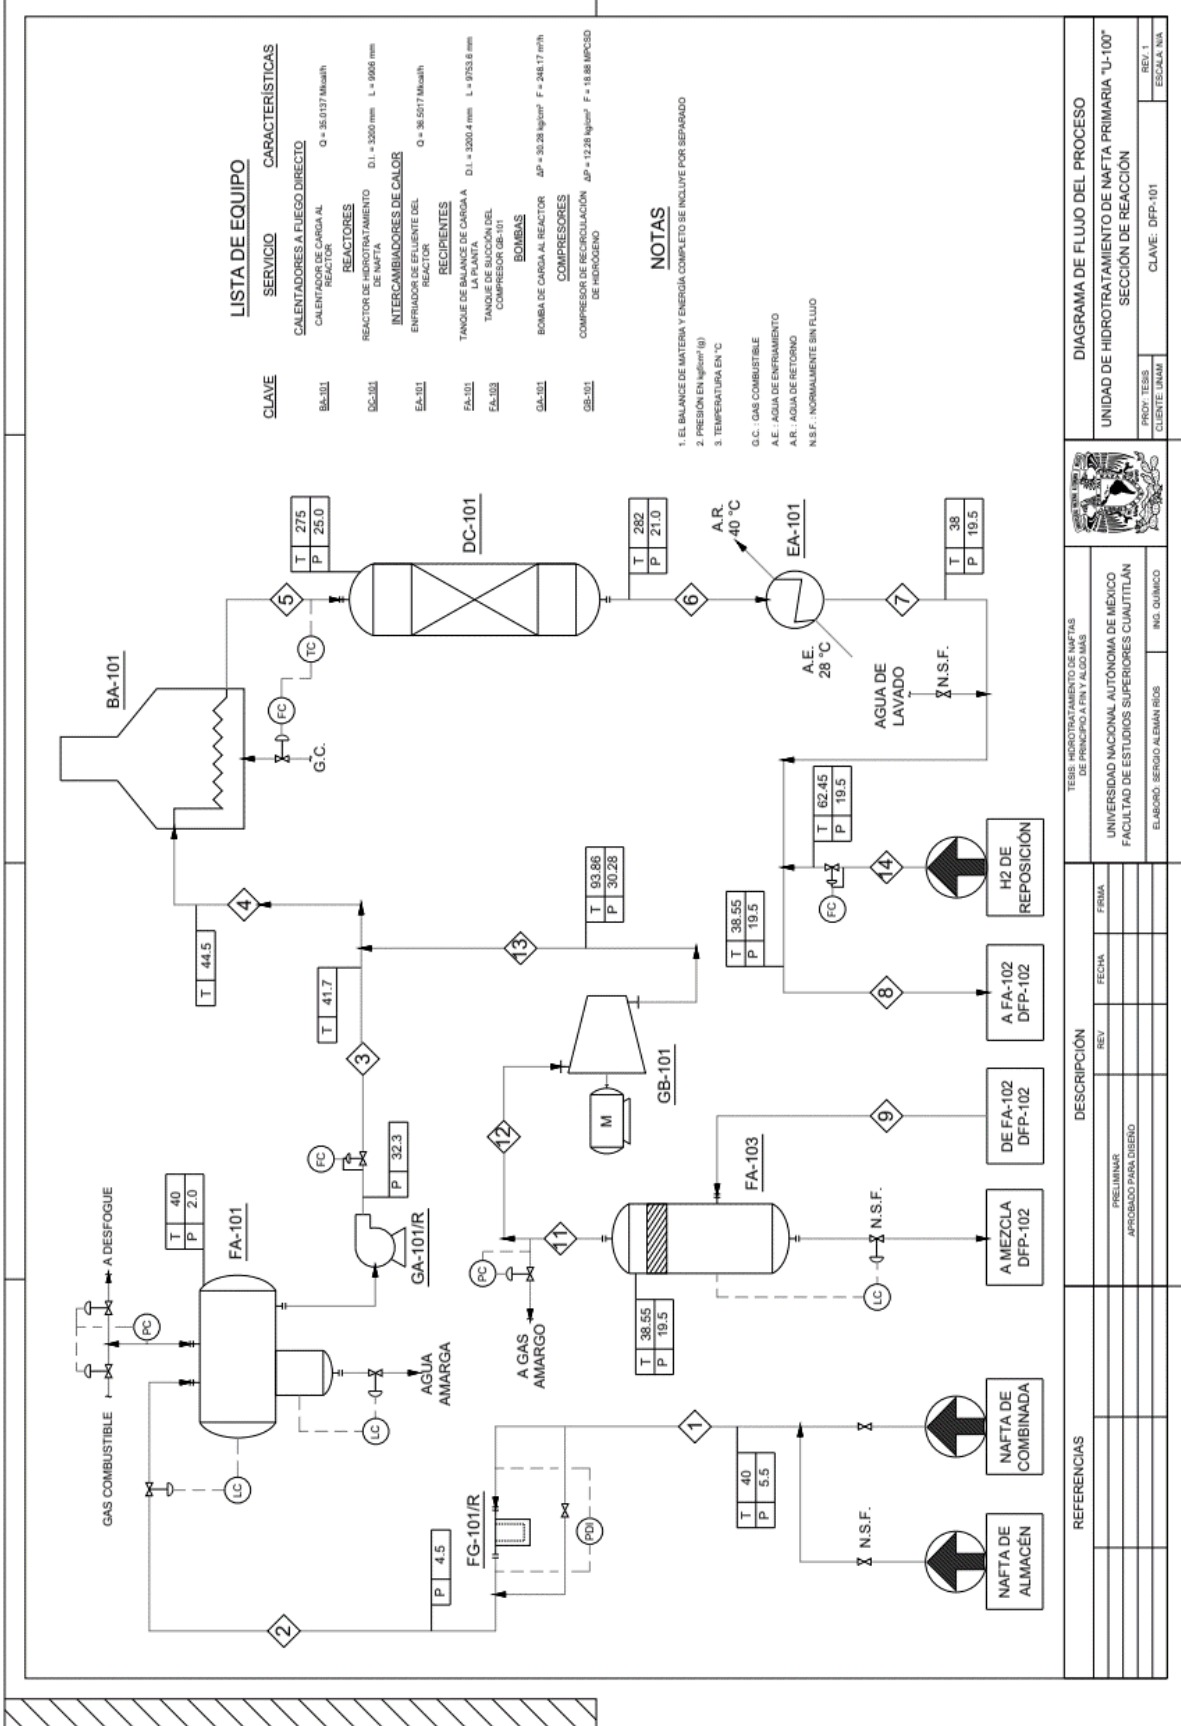 GAS COMBUSTIBLE
A DESFOGUE
PC
T 40
P 2.0
FA-101
LC
LC
AGUA
AMARGA
2
P 4.5
FG-101/R
PDI
1
T 40
P 5.5
N.S.F.
NAFTA DE
ALMACÉN
NAFTA DE
COMBINADA
GA-101/R
FC
P 32.3
3
T 41.7
4
T 44.5
BA-101
G.C.
FC
TC
5
T 275
P 25.0
DC-101
T 282
P 21.0
6
A.R.
40 °C
EA-101
A.E.
28 °C
7
T 38
P 19.5
AGUA DE
LAVADO
N.S.F.
T 62.45
P 19.5
FC
14
H2 DE
REPOSICIÓN
T 38.55
P 19.5
8
A FA-102
DFP-102
9
DE FA-102
DFP-102
FA-103
T 38.55
P 19.5
LC
N.S.F.
A MEZCLA
DFP-102
11
PC
A GAS
AMARGO
12
M
GB-101
13
T 93.86
P 30.28
LISTA DE EQUIPO
CLAVE SERVICIO CARACTERÍSTICAS
CALENTADORES A FUEGO DIRECTO
BA-101 CALENTADOR DE CARGA AL
REACTOR Q = 35.0137 Mkcal/h
REACTORES
DC-101 REACTOR DE HIDROTRATAMIENTO
DE NAFTA D.I. = 3200 mm L = 9906 mm
INTERCAMBIADORES DE CALOR
EA-101 ENFRIADOR DE EFLUENTE DEL
REACTOR Q = 36.5017 Mkcal/h
RECIPIENTES
FA-101 TANQUE DE BALANCE DE CARGA A
LA PLANTA D.I. = 3200.4 mm L = 9753.6 mm
FA-103 TANQUE DE SUCCIÓN DEL
COMPRESOR GB-101
BOMBAS
GA-101 BOMBA DE CARGA AL REACTOR ΔP = 30.28 kg/cm² F = 248.17 m³/h
COMPRESORES
GB-101 COMPRESOR DE RECIRCULACIÓN
DE HIDRÓGENO ΔP = 12.28 kg/cm² F = 18.88 MPCSD
NOTAS
1. EL BALANCE DE MATERIA Y ENERGÍA COMPLETO SE INCLUYE POR SEPARADO
2. PRESIÓN EN kgf/cm² (g)
3. TEMPERATURA EN °C
G.C. : GAS COMBUSTIBLE
A.E. : AGUA DE ENFRIAMIENTO
A.R. : AGUA DE RETORNO
N.S.F. : NORMALMENTE SIN FLUJO
REFERENCIAS
DESCRIPCIÓN
REV FECHA FIRMA
PRELIMINAR
APROBADO PARA DISEÑO
TESIS: HIDROTRATAMIENTO DE NAFTAS
DE PRINCIPIO A FIN Y ALGO MÁS
UNIVERSIDAD NACIONAL AUTÓNOMA DE MÉXICO
FACULTAD DE ESTUDIOS SUPERIORES CUAUTITLÁN
ELABORÓ: SERGIO ALEMÁN RÍOS ING. QUÍMICO
DIAGRAMA DE FLUJO DEL PROCESO
UNIDAD DE HIDROTRATAMIENTO DE NAFTA PRIMARIA "U-100"
SECCIÓN DE REACCIÓN
PROY: TESIS
CLIENTE: UNAM
CLAVE: DFP-101
REV. 1
ESCALA: N/A